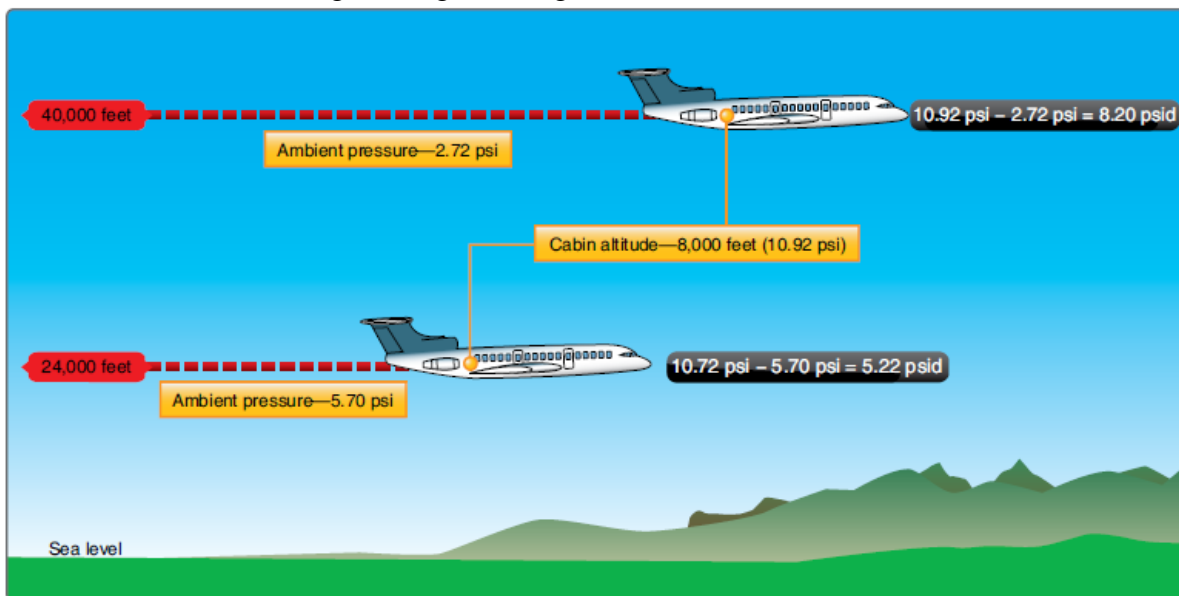 40,000 feet
10.92 psi – 2.72 psi = 8.20 psid
Ambient pressure—2.72 psi
Cabin altitude—8,000 feet (10.92 psi)
24,000 feet
10.72 psi – 5.70 psi = 5.22 psid
Ambient pressure—5.70 psi
Sea level